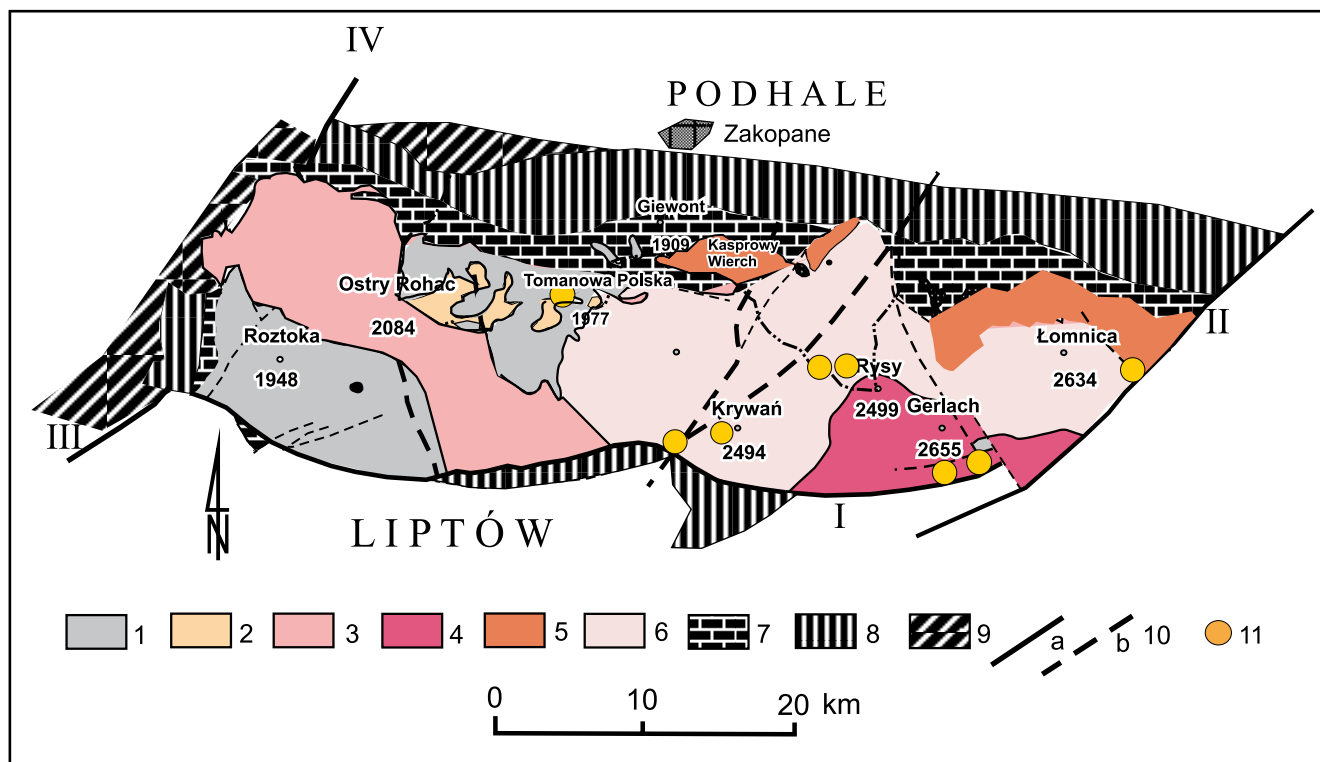 IV
PODHALE
Zakopane
Giewont
1909
Kasprowy
Wierch
Ostry Rohac
2084
Tomanowa Polska
1977
Roztoka
1948
Łomnica
2634
II
Rysy
2499
Krywań
2494
Gerlach
2655
III
I
N
LIPTÓW
1 2 3 4 5 6 7 8 9 a b 10 11
0 10 20 km